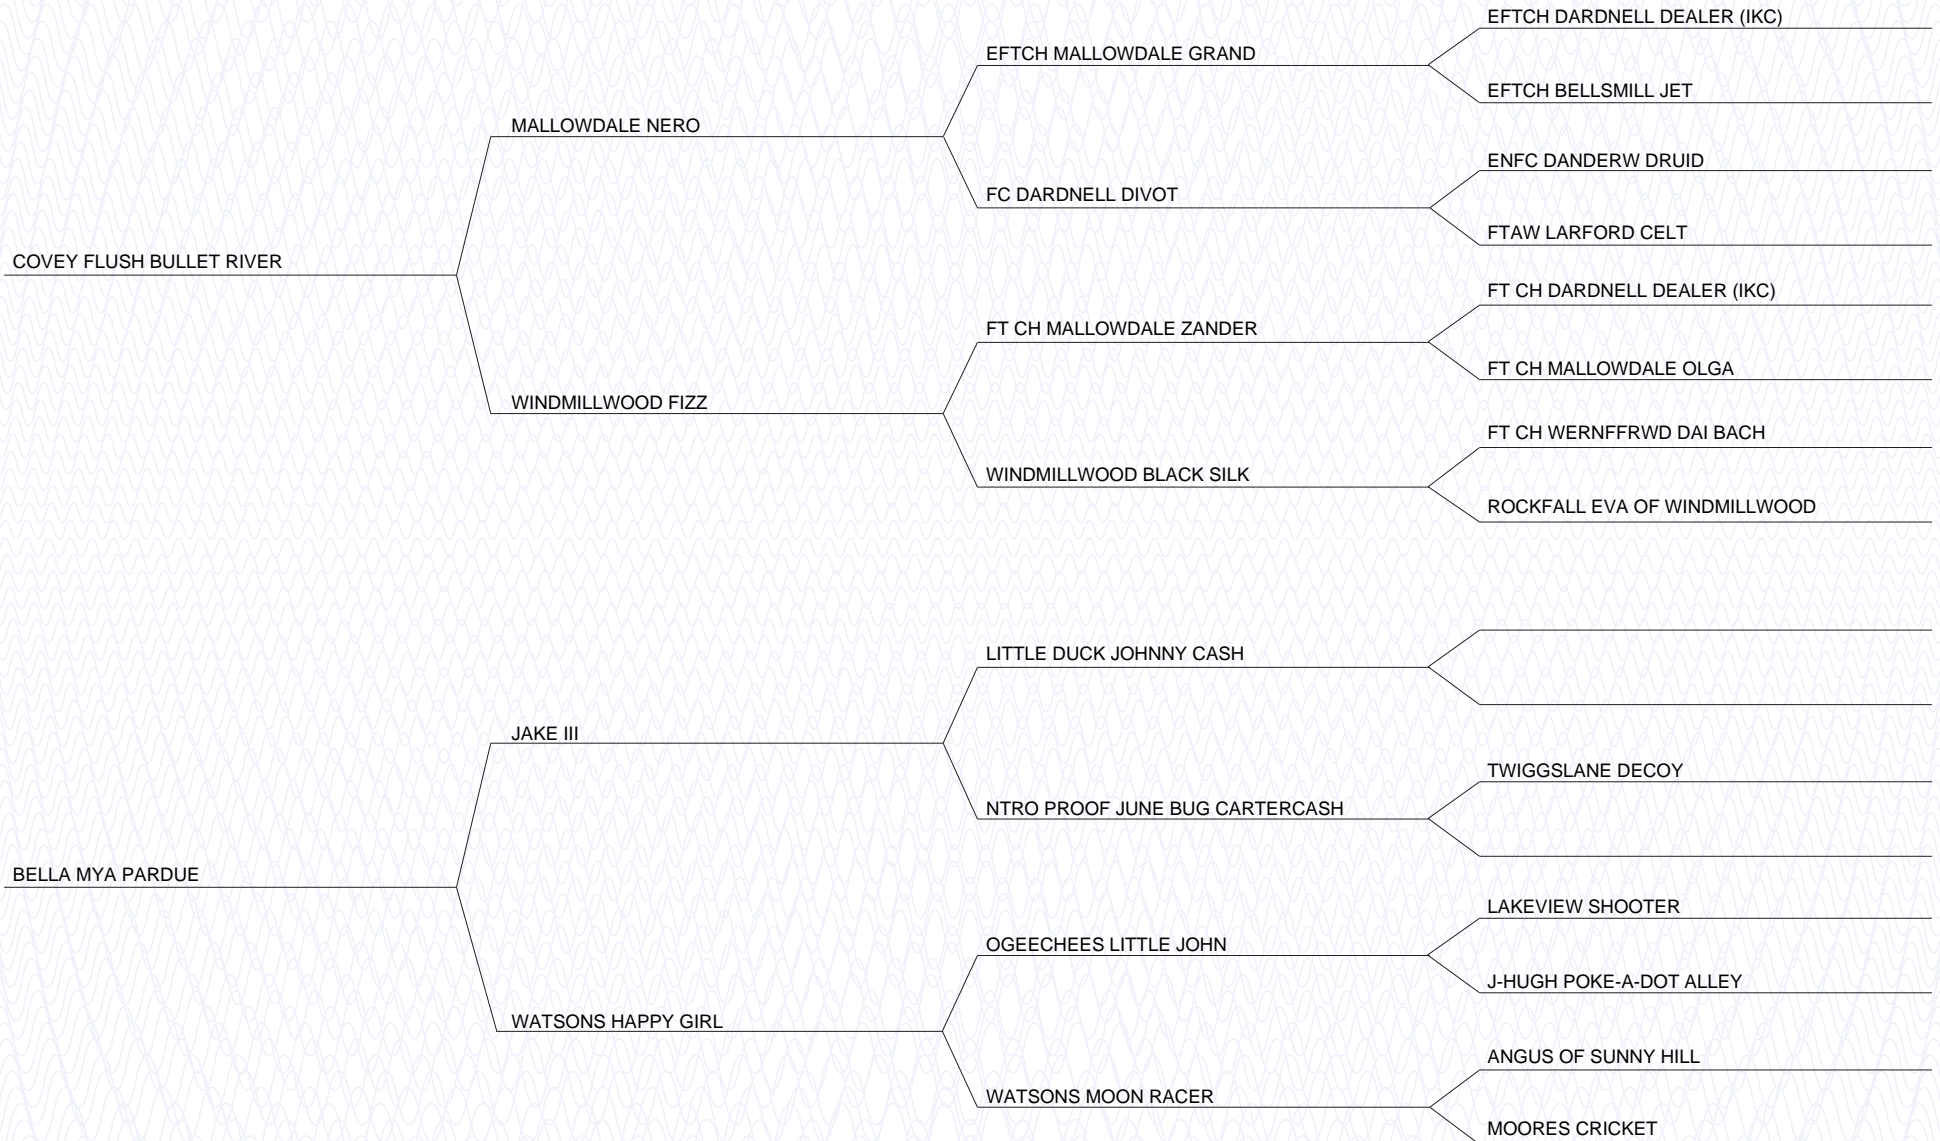 EFTCH DARDNELL DEALER (IKC)
EFTCH MALLOWDALE GRAND
EFTCH BELLSMILL JET
MALLOWDALE NERO
ENFC DANDERW DRUID
FC DARDNELL DIVOT
FTAW LARFORD CELT
COVEY FLUSH BULLET RIVER
FT CH DARDNELL DEALER (IKC)
FT CH MALLOWDALE ZANDER
FT CH MALLOWDALE OLGA
WINDMILLWOOD FIZZ
FT CH WERNFFRWD DAI BACH
WINDMILLWOOD BLACK SILK
ROCKFALL EVA OF WINDMILLWOOD
LITTLE DUCK JOHNNY CASH
JAKE III
TWIGGSLANE DECOY
NTRO PROOF JUNE BUG CARTERCASH
BELLA MYA PARDUE
LAKEVIEW SHOOTER
OGEECHEES LITTLE JOHN
J-HUGH POKE-A-DOT ALLEY
WATSONS HAPPY GIRL
ANGUS OF SUNNY HILL
WATSONS MOON RACER
MOORES CRICKET